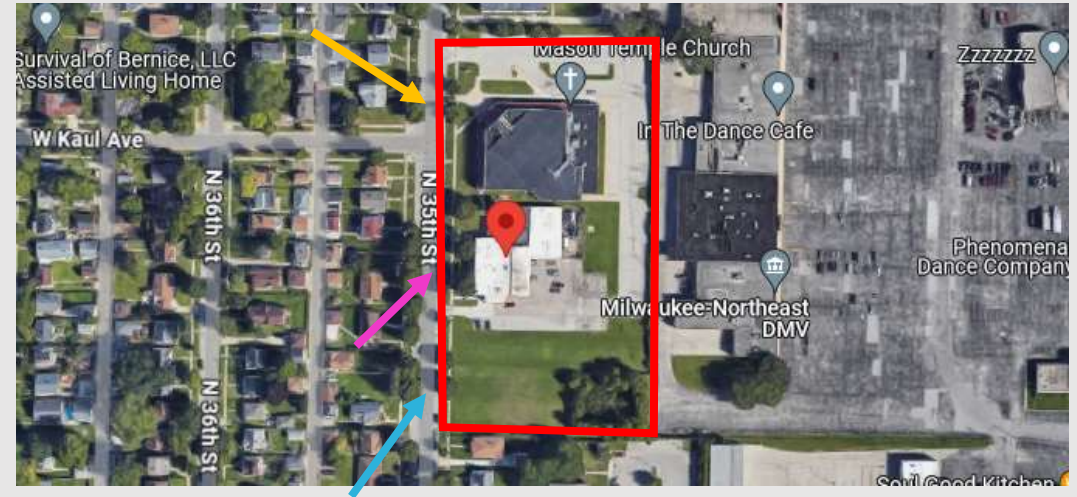 Mason Temple Church
Zzzzzzz
Survival of Bernice, LLC
Assisted Living Home
In The Dance Cafe
W Kaul Ave
N 36th St
N 35th St
Phenomena
Dance Company
Milwaukee-Northeast
DMV
N 36th St
Soul Good Kitchen